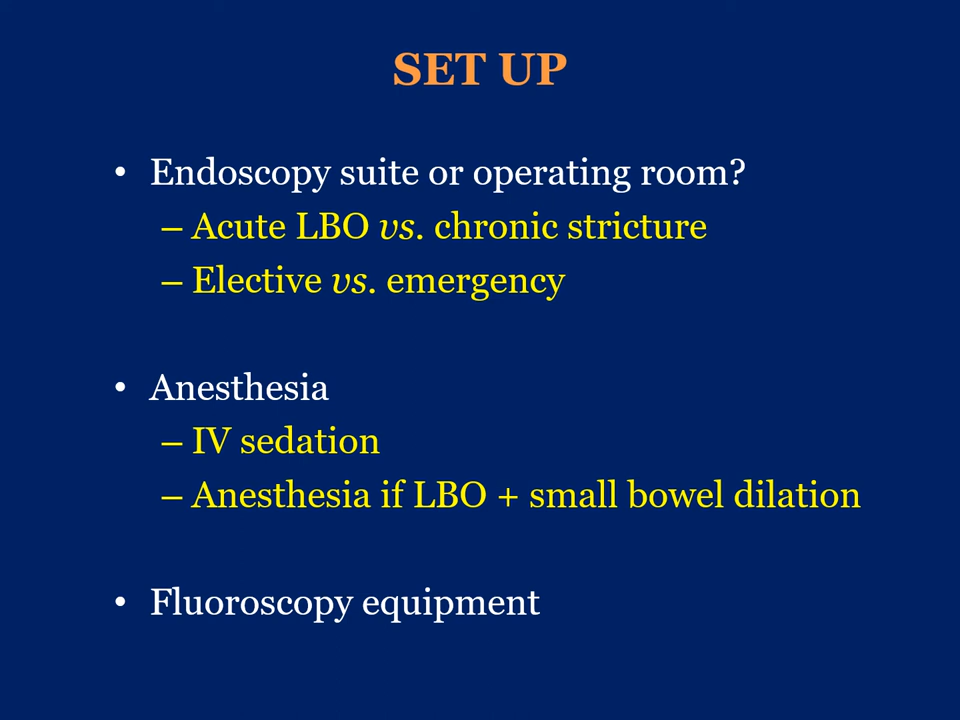 SET UP
• Endoscopy suite or operating room?
– Acute LBO vs. chronic stricture
– Elective vs. emergency
• Anesthesia
– IV sedation
– Anesthesia if LBO + small bowel dilation
• Fluoroscopy equipment